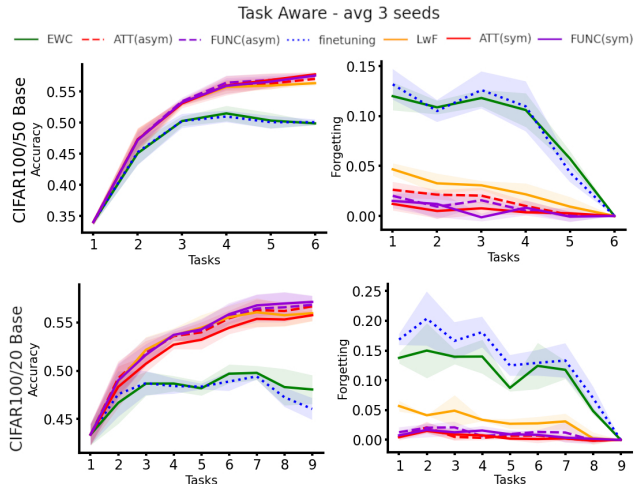 Task Aware - avg 3 seeds
EWC ATT(asym) FUNC(asym) finetuning LwF ATT(sym) FUNC(sym)
CIFAR100/50 Base
Accuracy
0.55
0.50
0.45
0.40
0.35
1 2 3 4 5 6
Tasks
Forgetting
0.15
0.10
0.05
0.00
1 2 3 4 5 6
Tasks
CIFAR100/20 Base
Accuracy
0.55
0.50
0.45
1 2 3 4 5 6 7 8 9
Tasks
Forgetting
0.25
0.20
0.15
0.10
0.05
0.00
1 2 3 4 5 6 7 8 9
Tasks